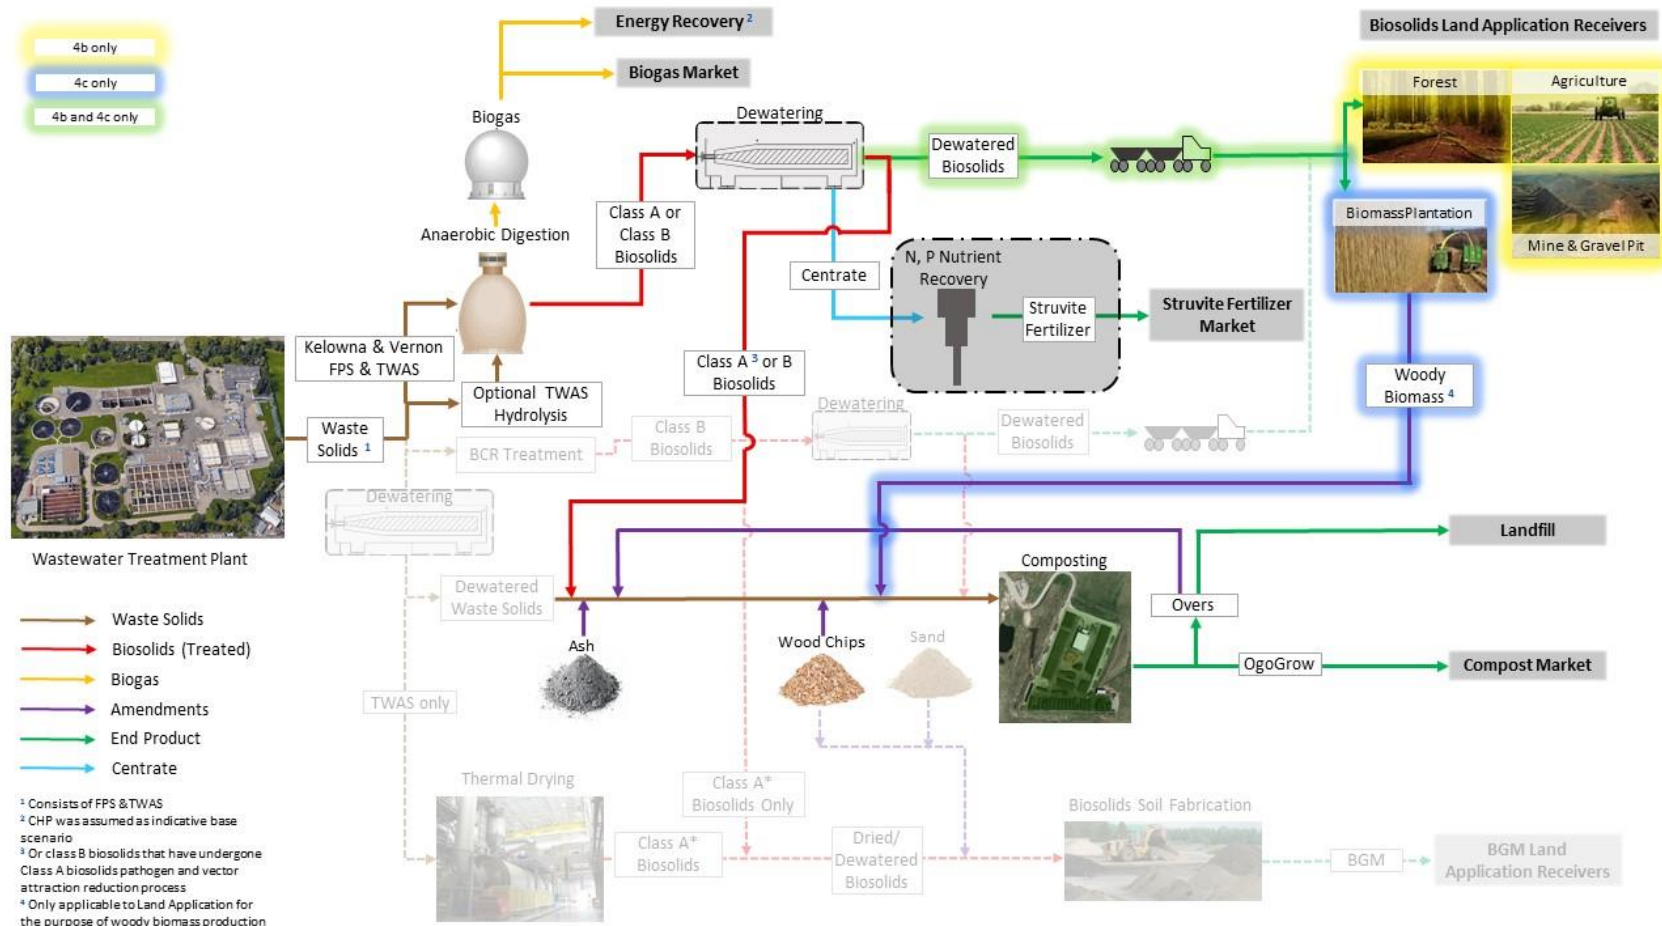 4b only
4c only
4b and 4c only
Energy Recovery 2
Biogas Market
Biogas
Dewatering
Biosolids Land Application Receivers
Forest
Agriculture
Dewatered
Biosolids
BiomassPlantation
Mine & Gravel Pit
Class A or
Class B
Biosolids
Anaerobic Digestion
Centrate
N, P Nutrient
Recovery
Struvite
Fertilizer
Struvite Fertilizer
Market
Kelowna & Vernon
FPS & TWAS
Optional TWAS
Hydrolysis
Class A 3 or B
Biosolids
Woody
Biomass 4
Waste
Solids 1
BCR Treatment
Class B
Biosolids
Dewatering
Dewatered
Biosolids
Dewatering
Wastewater Treatment Plant
Dewatered
Waste Solids
Composting
Landfill
Overs
Ash
Wood Chips
Sand
OgoGrow
Compost Market
Waste Solids
Biosolids (Treated)
Biogas
Amendments
End Product
Centrate
TWAS only
Thermal Drying
Class A*
Biosolids Only
Biosolids Soil Fabrication
Class A*
Biosolids
Dried/
Dewatered
Biosolids
BGM
BGM Land
Application Receivers
1 Consists of FPS &TWAS
2 CHP was assumed as indicative base
scenario
3 Or class B biosolids that have undergone
Class A biosolids pathogen and vector
attraction reduction process
4 Only applicable to Land Application for
the purpose of woody biomass production